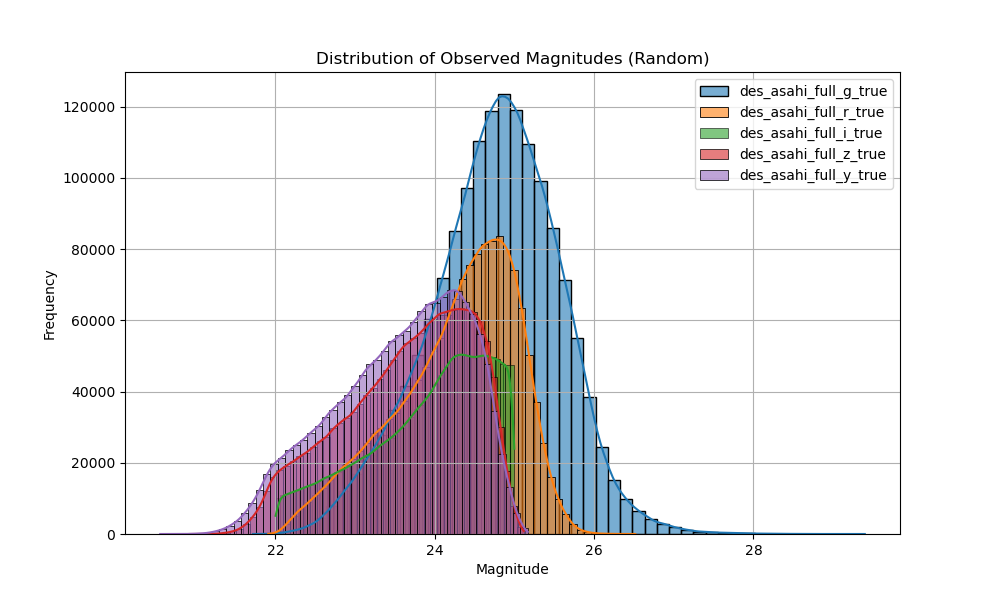 Distribution of Observed Magnitudes (Random)
des_asahi_full_g_true
des_asahi_full_r_true
des_asahi_full_i_true
des_asahi_full_z_true
des_asahi_full_y_true
Frequency
120000
100000
80000
60000
40000
20000
0
22 24 26 28
Magnitude